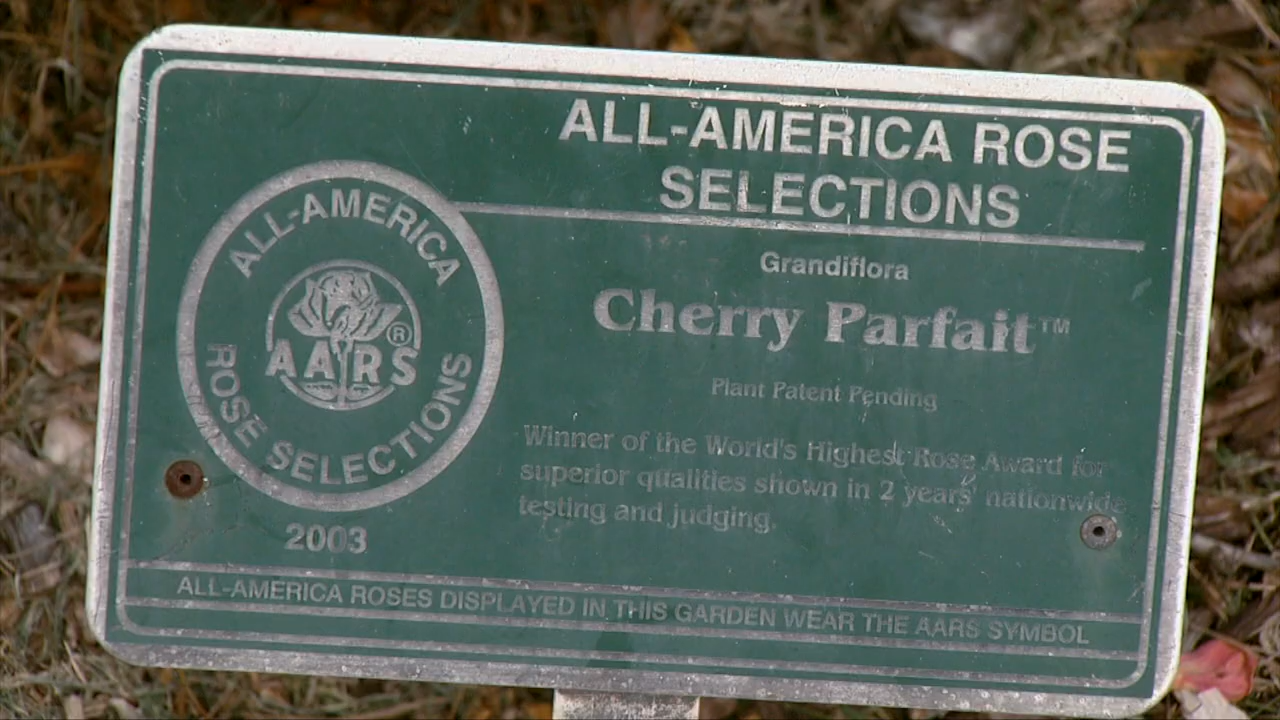 ALL-AMERICA ROSE
SELECTIONS
ALL-AMERICA
AARS®
ROSE SELECTIONS
2003
Grandiflora
Cherry Parfait™
Plant Patent Pending
Winner of the World's Highest Rose Award for
superior qualities shown in 2 years' nationwide
testing and judging.
ALL-AMERICA ROSES DISPLAYED IN THIS GARDEN WEAR THE AARS SYMBOL